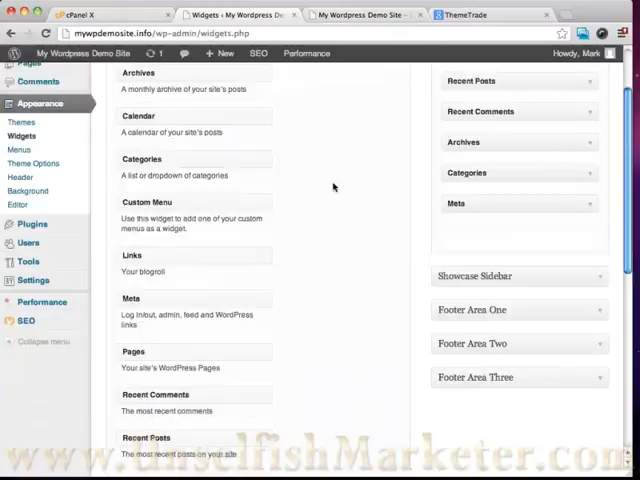 cPanel X
Widgets ‹ My Wordpress De
My Wordpress Demo Site –
ThemeTrade
mywpdemosite.info/wp-admin/widgets.php
My Wordpress Demo Site
1
+ New
SEO
Performance
Howdy, Mark
Pages
Comments
Appearance
Themes
Widgets
Menus
Theme Options
Header
Background
Editor
Plugins
Users
Tools
Settings
Performance
SEO
Collapse menu
Archives
A monthly archive of your site's posts
Calendar
A calendar of your site's posts
Categories
A list or dropdown of categories
Custom Menu
Use this widget to add one of your custom
menus as a widget.
Links
Your blogroll
Meta
Log in/out, admin, feed and WordPress
links
Pages
Your site's WordPress Pages
Recent Comments
The most recent comments
Recent Posts
The most recent posts on your site
Recent Posts
Recent Comments
Archives
Categories
Meta
Showcase Sidebar
Footer Area One
Footer Area Two
Footer Area Three
www.UnselfishMarketer.com